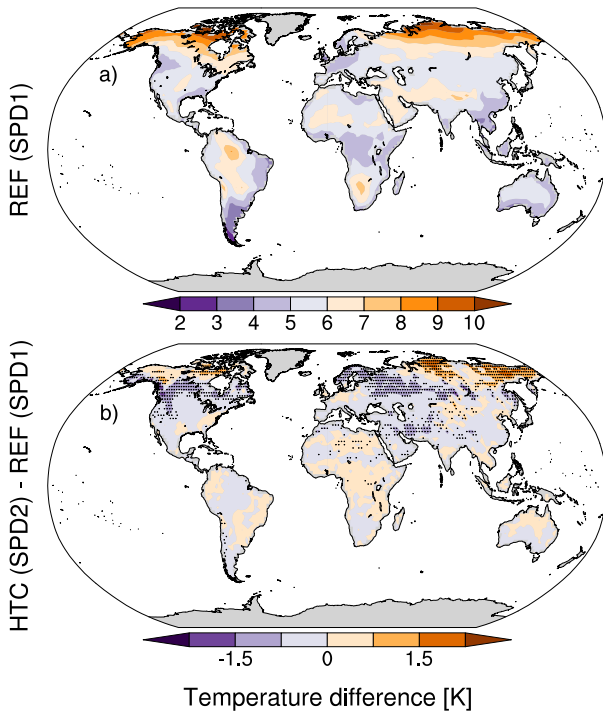 REF (SPD1)
a)
2 3 4 5 6 7 8 9 10
HTC (SPD2) - REF (SPD1)
b)
-1.5 0 1.5
Temperature difference [K]